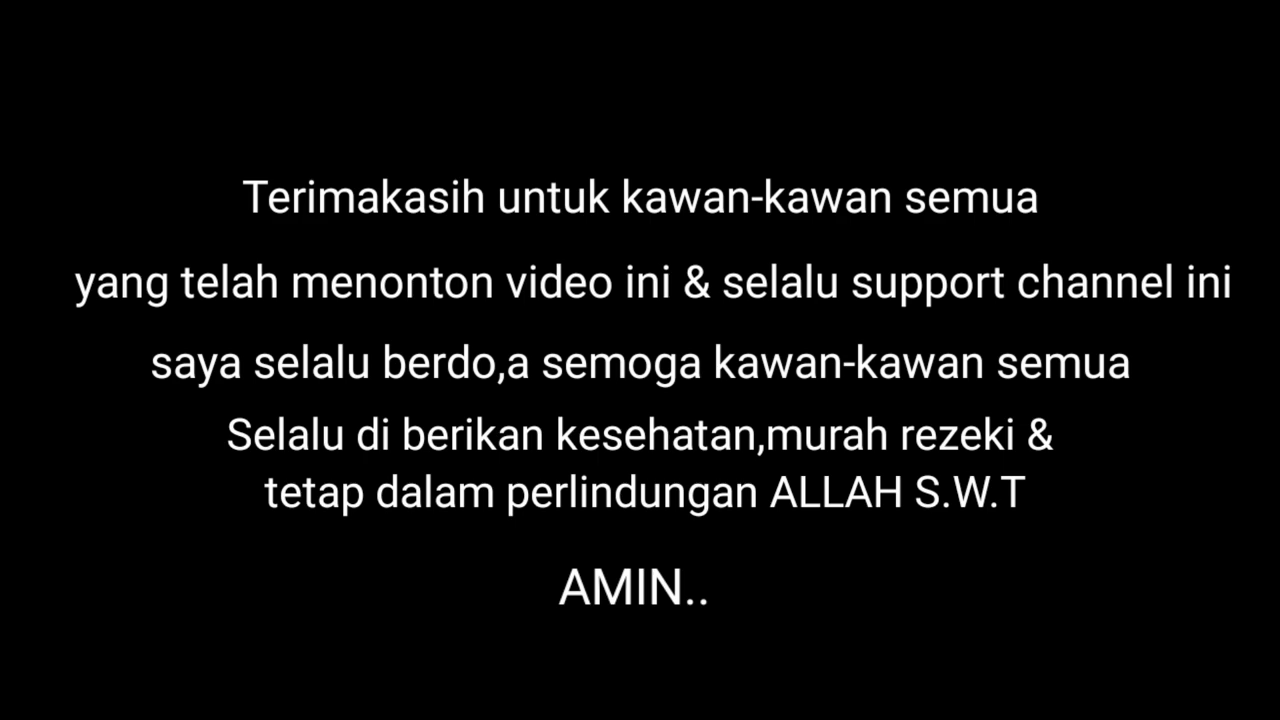 Terimakasih untuk kawan-kawan semua
yang telah menonton video ini & selalu support channel ini
saya selalu berdo,a semoga kawan-kawan semua
Selalu di berikan kesehatan,murah rezeki &
tetap dalam perlindungan ALLAH S.W.T
AMIN..